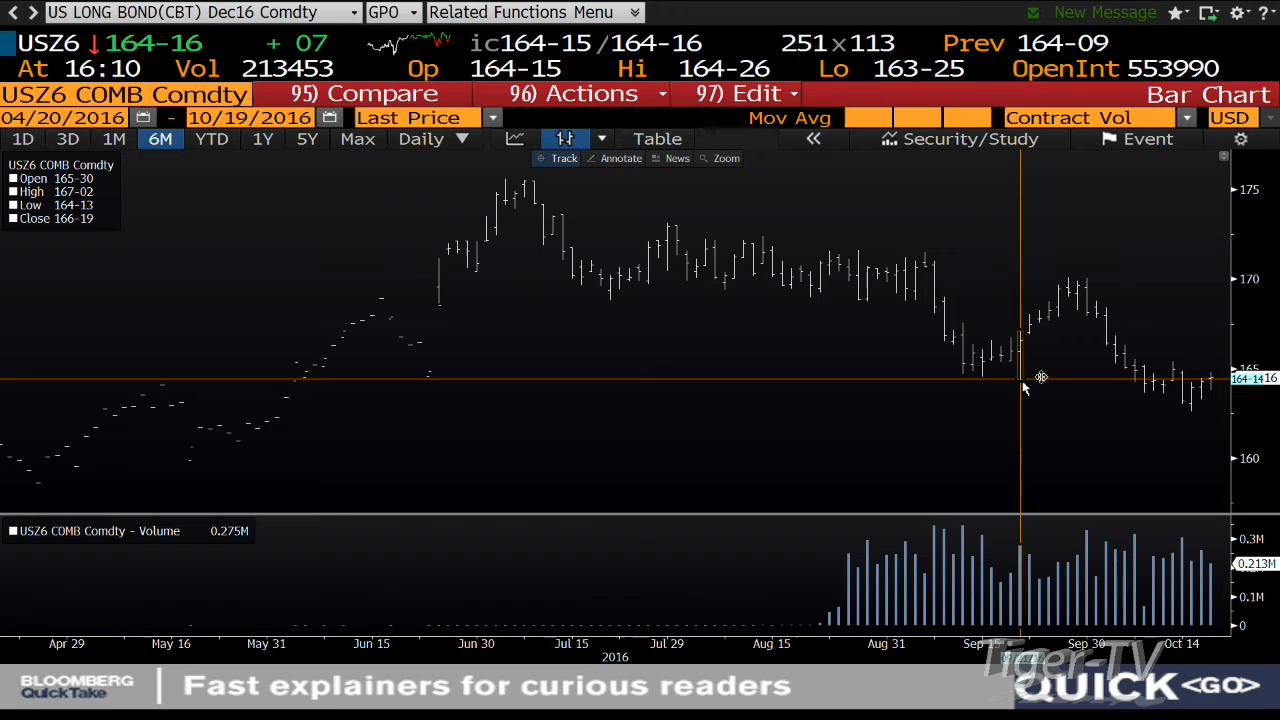 US LONG BOND(CBT) Dec16 Comdty GPO Related Functions Menu New Message
USZ6 164-16 + 07 ic164-15/164-16 251x113 Prev 164-09
At 16:10 Vol 213453 Op 164-15 Hi 164-26 Lo 163-25 OpenInt 553990
USZ6 COMB Comdty 95) Compare 96) Actions 97) Edit Bar Chart
04/20/2016 - 10/19/2016 Last Price Mov Avg Contract Vol USD
1D 3D 1M 6M YTD 1Y 5Y Max Daily Table Security/Study Event
Track Annotate News Zoom
USZ6 COMB Comdty
Open 165-30
High 167-02
Low 164-13
Close 166-19
175
170
165
164-14 16
160
USZ6 COMB Comdty - Volume 0.275M
0.3M
0.213M
0.1M
0
Apr 29 May 16 May 31 Jun 15 Jun 30 Jul 15 Jul 29 Aug 15 Aug 31 Sep 15 Sep 30 Oct 14
2016
Tiger-TV
BLOOMBERG
QuickTake
Fast explainers for curious readers
QUICK <GO>